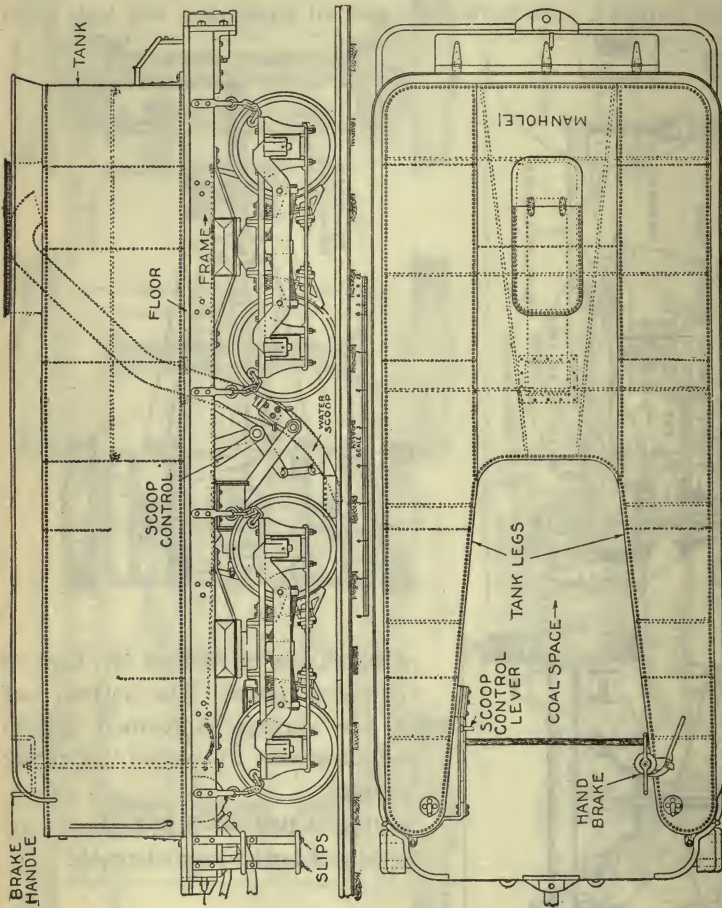 TANK
BRAKE
HANDLE
FLOOR
FRAME
SCOOP
CONTROL
WATER
SCOOP
SCALE
SLIPS
MANHOLE
TANK LEGS
SCOOP
CONTROL
LEVER
COAL SPACE
HAND
BRAKE